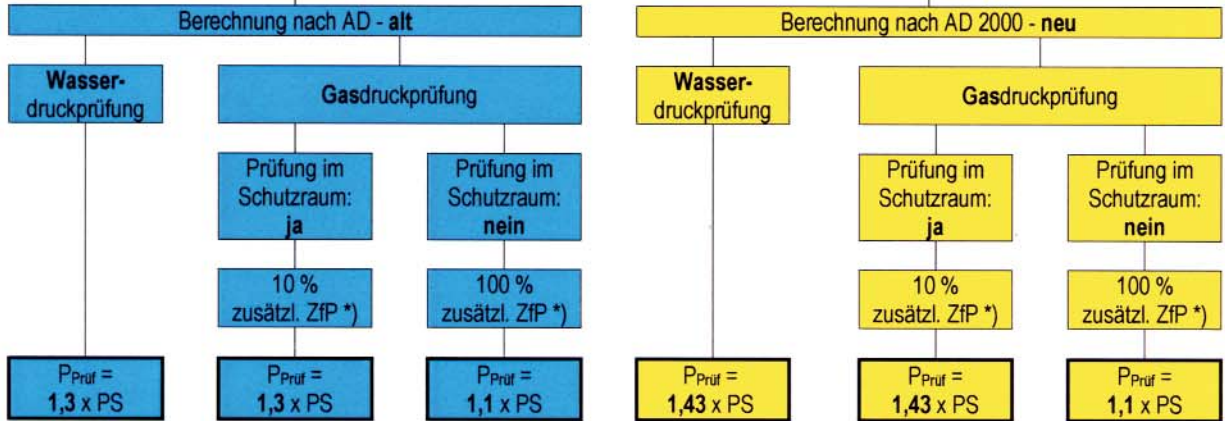 Berechnung nach AD - alt
Wasser-
druckprüfung
Gasdruckprüfung
Prüfung im
Schutzraum:
ja
Prüfung im
Schutzraum:
nein
10 %
zusätzl. ZfP *)
100 %
zusätzl. ZfP *)
PPrüf =
1,3 x PS
PPrüf =
1,3 x PS
PPrüf =
1,1 x PS
Berechnung nach AD 2000 - neu
Wasser-
druckprüfung
Gasdruckprüfung
Prüfung im
Schutzraum:
ja
Prüfung im
Schutzraum:
nein
10 %
zusätzl. ZfP *)
100 %
zusätzl. ZfP *)
PPrüf =
1,43 x PS
PPrüf =
1,43 x PS
PPrüf =
1,1 x PS